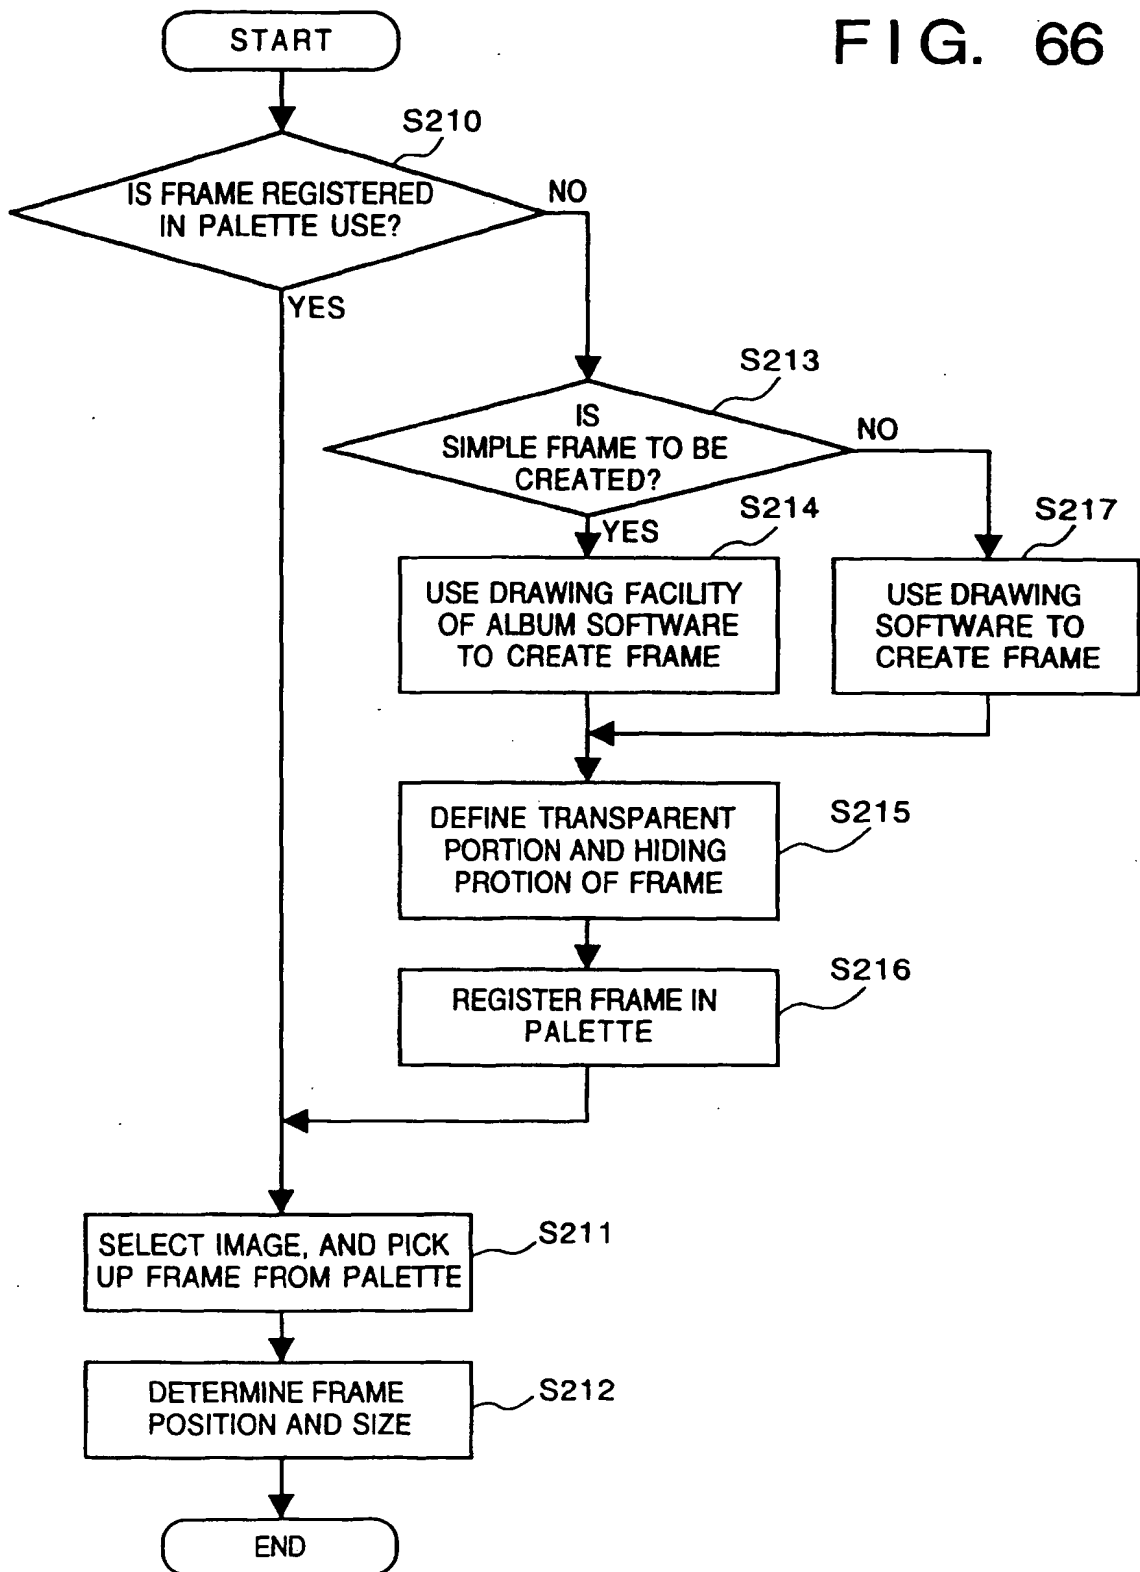 FIG. 66
START
S210
IS FRAME REGISTERED
IN PALETTE USE?
NO
YES
S213
IS
SIMPLE FRAME TO BE
CREATED?
NO
YES
S214
USE DRAWING FACILITY
OF ALBUM SOFTWARE
TO CREATE FRAME
S217
USE DRAWING
SOFTWARE TO
CREATE FRAME
S215
DEFINE TRANSPARENT
PORTION AND HIDING
PROTION OF FRAME
S216
REGISTER FRAME IN
PALETTE
S211
SELECT IMAGE, AND PICK
UP FRAME FROM PALETTE
S212
DETERMINE FRAME
POSITION AND SIZE
END